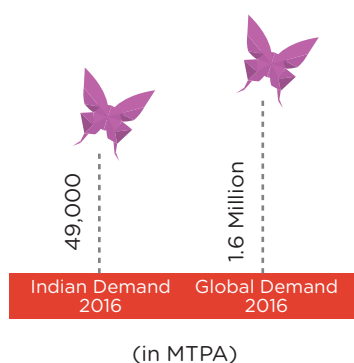 49,000
1.6 Million
Indian Demand
2016
Global Demand
2016
(in MTPA)